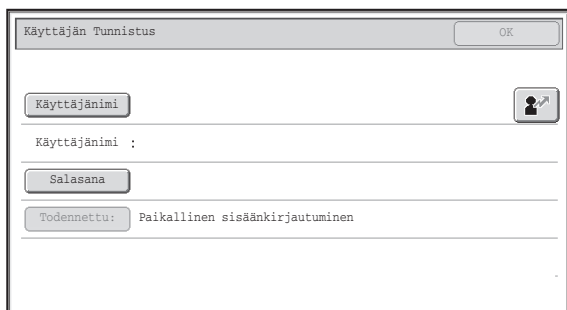 Käyttäjän Tunnistus OK
Käyttäjänimi
Käyttäjänimi :
Salasana
Todennettu: Paikallinen sisäänkirjautuminen